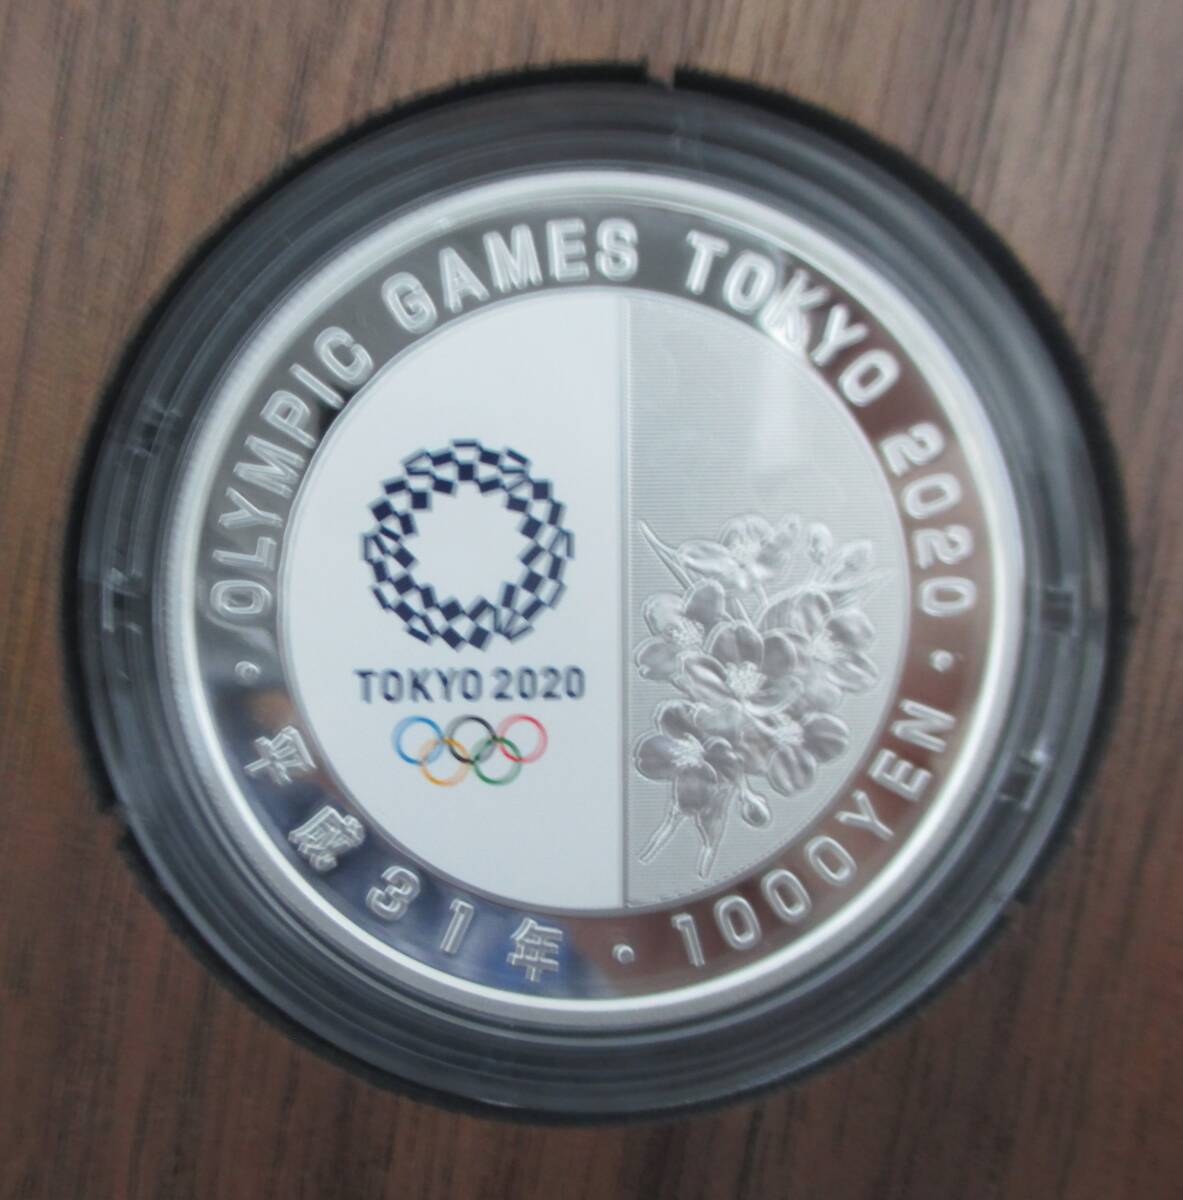 OLYMPIC GAMES TOKYO 2020
TOKYO 2020
平成31年・1000YEN